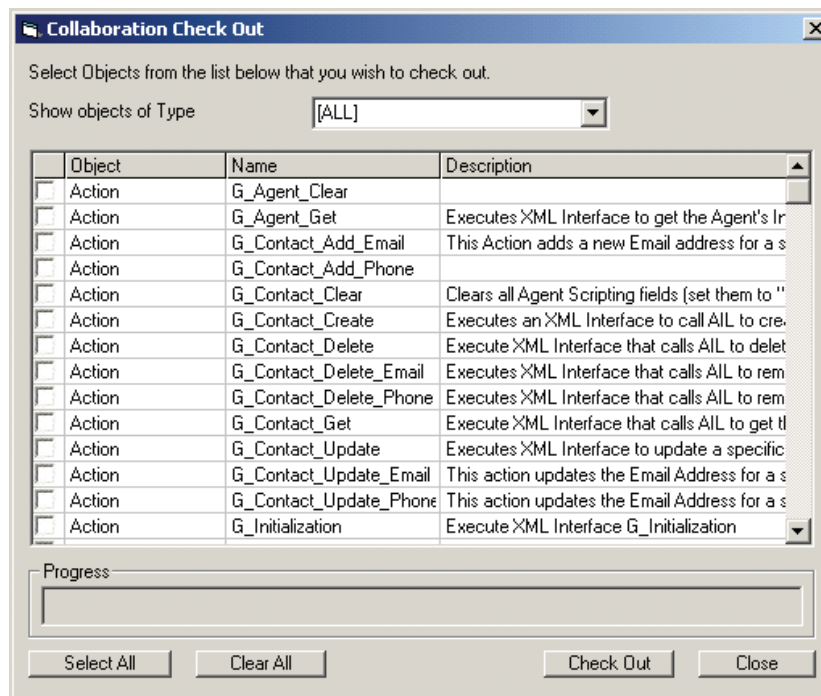 Collaboration Check Out
Select Objects from the list below that you wish to check out.
Show objects of Type [ALL]
Object Name Description
Action G_Agent_Clear
Action G_Agent_Get Executes XML Interface to get the Agent's
Action G_Contact_Add_Email This Action adds a new Email address for a s
Action G_Contact_Add_Phone
Action G_Contact_Clear Clears all Agent Scripting fields (set them to "
Action G_Contact_Create Executes an XML Interface to call AIL to cre
Action G_Contact_Delete Execute XML Interface that calls AIL to delet
Action G_Contact_Delete_Email Executes XML Interface that calls AIL to rem
Action G_Contact_Delete_Phone Executes XML Interface that calls AIL to rem
Action G_Contact_Get Execute XML Interface that calls AIL to get
Action G_Contact_Update Executes XML Interface to update a specific
Action G_Contact_Update_Email This action updates the Email Address for a s
Action G_Contact_Update_Phone This action updates the Email Address for a s
Action G_Initialization Execute XML Interface G_Initialization
Progress
Select All Clear All Check Out Close